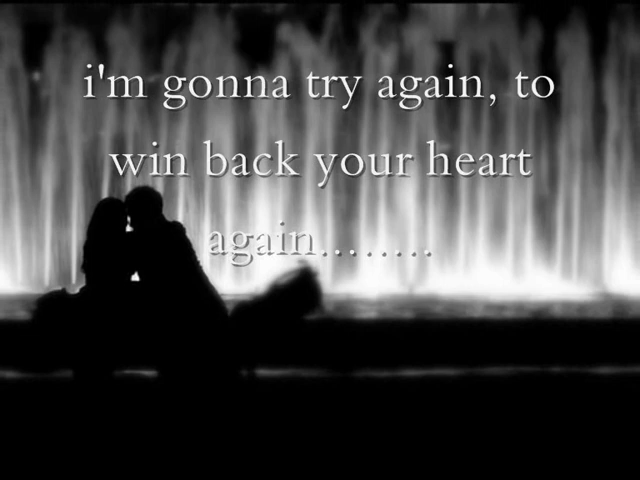 i'm gonna try again, to
win back your heart
again........